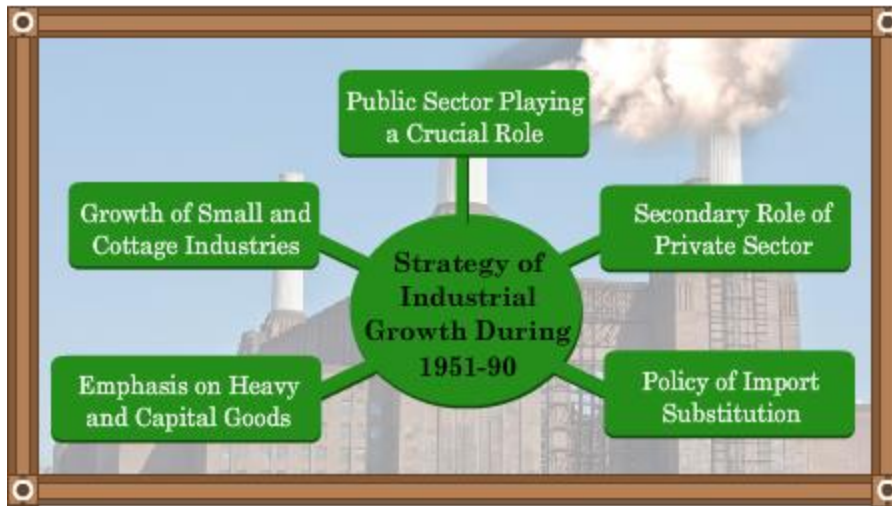 Public Sector Playing
a Crucial Role
Growth of Small and
Cottage Industries
Secondary Role of
Private Sector
Strategy of
Industrial
Growth During
1951-90
Emphasis on Heavy
and Capital Goods
Policy of Import
Substitution